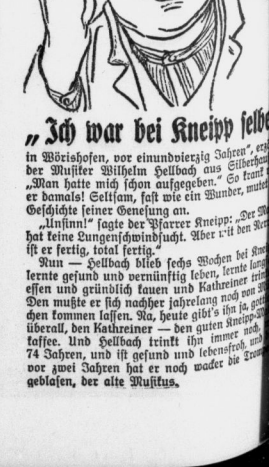 „Ich war bei Kneipp selbe
in Wörishofen, vor einundvierzig Jahren", erz
der Musiker Wilhelm Hellbach aus Silberhau
„Man hatte mich schon aufgegeben." So krank
er damals! Seltsam, fast wie ein Wunder, mutet
Geschichte seiner Genesung an.
„Unsinn!" sagte der Pfarrer Kneipp: „Der M
hat keine Lungenschwindsucht. Aber mit den Ner
ist er fertig, total fertig."
Nun — Hellbach blieb sechs Wochen bei Knei
lernte gesund und vernünftig leben, lernte lang
essen und gründlich kauen und Kathreiner trin
Den mußte er sich nachher jahrelang noch von M
chen kommen lassen. Na, heute gibt's ihn ja, got
überall, den Kathreiner — den guten Kneipp-M
kaffee. Und Hellbach trinkt ihn immer noch,
74 Jahren, und ist gesund und lebensfroh, und
vor zwei Jahren hat er noch wacker die Trom
geblasen, der alte Musikus.